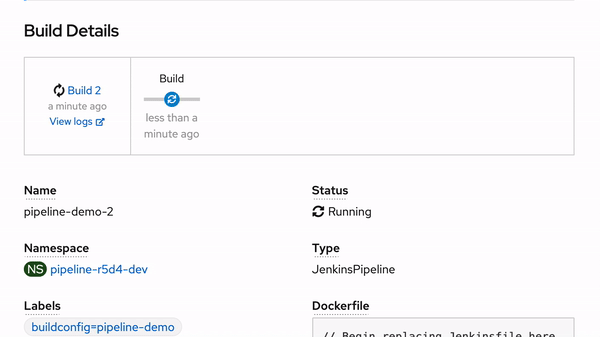 Build Details
Build 2
a minute ago
View logs
Build
less than a
minute ago
Name
pipeline-demo-2
Status
Running
Namespace
NS pipeline-r5d4-dev
Type
JenkinsPipeline
Labels
buildconfig=pipeline-demo
Dockerfile
// Begin replacing Jenkinsfile here